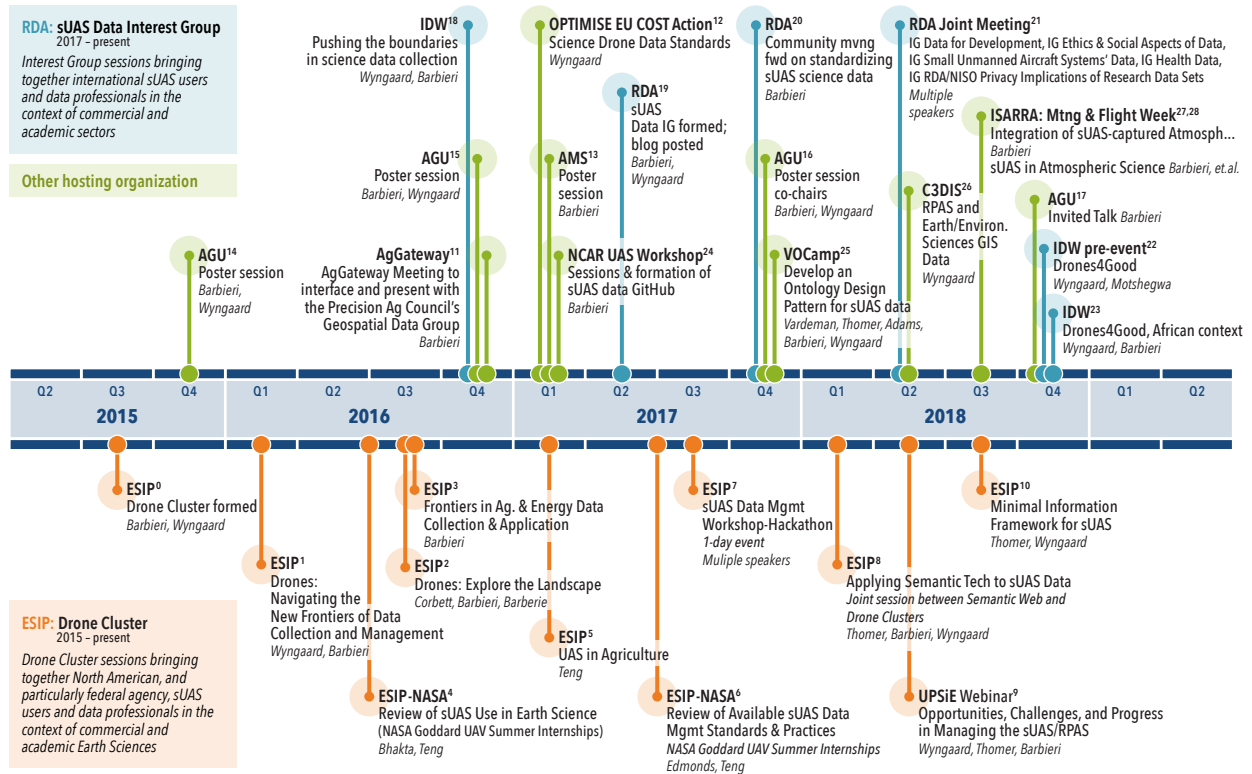 RDA: sUAS Data Interest Group
2017 – present
Interest Group sessions bringing
together international sUAS users
and data professionals in the
context of commercial and
academic sectors
Other hosting organization
IDW18
Pushing the boundaries
in science data collection
Wyngaard, Barbieri
OPTIMISE EU COST Action12
Science Drone Data Standards
Wyngaard
RDA20
Community mvng
fwd on standardizing
sUAS science data
Barbieri
RDA Joint Meeting21
IG Data for Development, IG Ethics & Social Aspects of Data,
IG Small Unmanned Aircraft Systems' Data, IG Health Data,
IG RDA/NISO Privacy Implications of Research Data Sets
Multiple
speakers
RDA19
sUAS
Data IG formed;
blog posted
Barbieri,
Wyngaard
ISARRA: Mtng & Flight Week27,28
Integration of sUAS-captured Atmosph...
Barbieri
sUAS in Atmospheric Science Barbieri, et.al.
AGU15
Poster session
Barbieri, Wyngaard
AMS13
Poster
session
Barbieri
AGU16
Poster session
co-chairs
Barbieri, Wyngaard
C3DIS26
RPAS and
Earth/Environ.
Sciences GIS
Data
Wyngaard
AGU17
Invited Talk Barbieri
AGU14
Poster session
Barbieri,
Wyngaard
AgGateway11
AgGateway Meeting to
interface and present with
the Precision Ag Council's
Geospatial Data Group
Barbieri
NCAR UAS Workshop24
Sessions & formation of
sUAS data GitHub
Barbieri
VOCamp25
Develop an
Ontology Design
Pattern for sUAS data
Vardeman, Thomer, Adams,
Barbieri, Wyngaard
IDW pre-event22
Drones4Good
Wyngaard, Motshegwa
IDW23
Drones4Good, African context
Wyngaard, Barbieri
Q2 Q3 Q4 Q1 Q2 Q3 Q4 Q1 Q2 Q3 Q4 Q1 Q2 Q3 Q4 Q1 Q2
2015 2016 2017 2018
ESIP0
Drone Cluster formed
Barbieri, Wyngaard
ESIP3
Frontiers in Ag. & Energy Data
Collection & Application
Barbieri
ESIP7
sUAS Data Mgmt
Workshop-Hackathon
1-day event
Muliple speakers
ESIP10
Minimal Information
Framework for sUAS
Thomer, Wyngaard
ESIP1
Drones:
Navigating the
New Frontiers of Data
Collection and Management
Wyngaard, Barbieri
ESIP2
Drones: Explore the Landscape
Corbett, Barbieri, Barberie
ESIP8
Applying Semantic Tech to sUAS Data
Joint session between Semantic Web and
Drone Clusters
Thomer, Barbieri, Wyngaard
ESIP5
UAS in Agriculture
Teng
ESIP: Drone Cluster
2015 – present
Drone Cluster sessions bringing
together North American, and
particularly federal agency, sUAS
users and data professionals in the
context of commercial and
academic Earth Sciences
ESIP-NASA4
Review of sUAS Use in Earth Science
(NASA Goddard UAV Summer Internships)
Bhakta, Teng
ESIP-NASA6
Review of Available sUAS Data
Mgmt Standards & Practices
NASA Goddard UAV Summer Internships
Edmonds, Teng
UPSiE Webinar9
Opportunities, Challenges, and Progress
in Managing the sUAS/RPAS
Wyngaard, Thomer, Barbieri